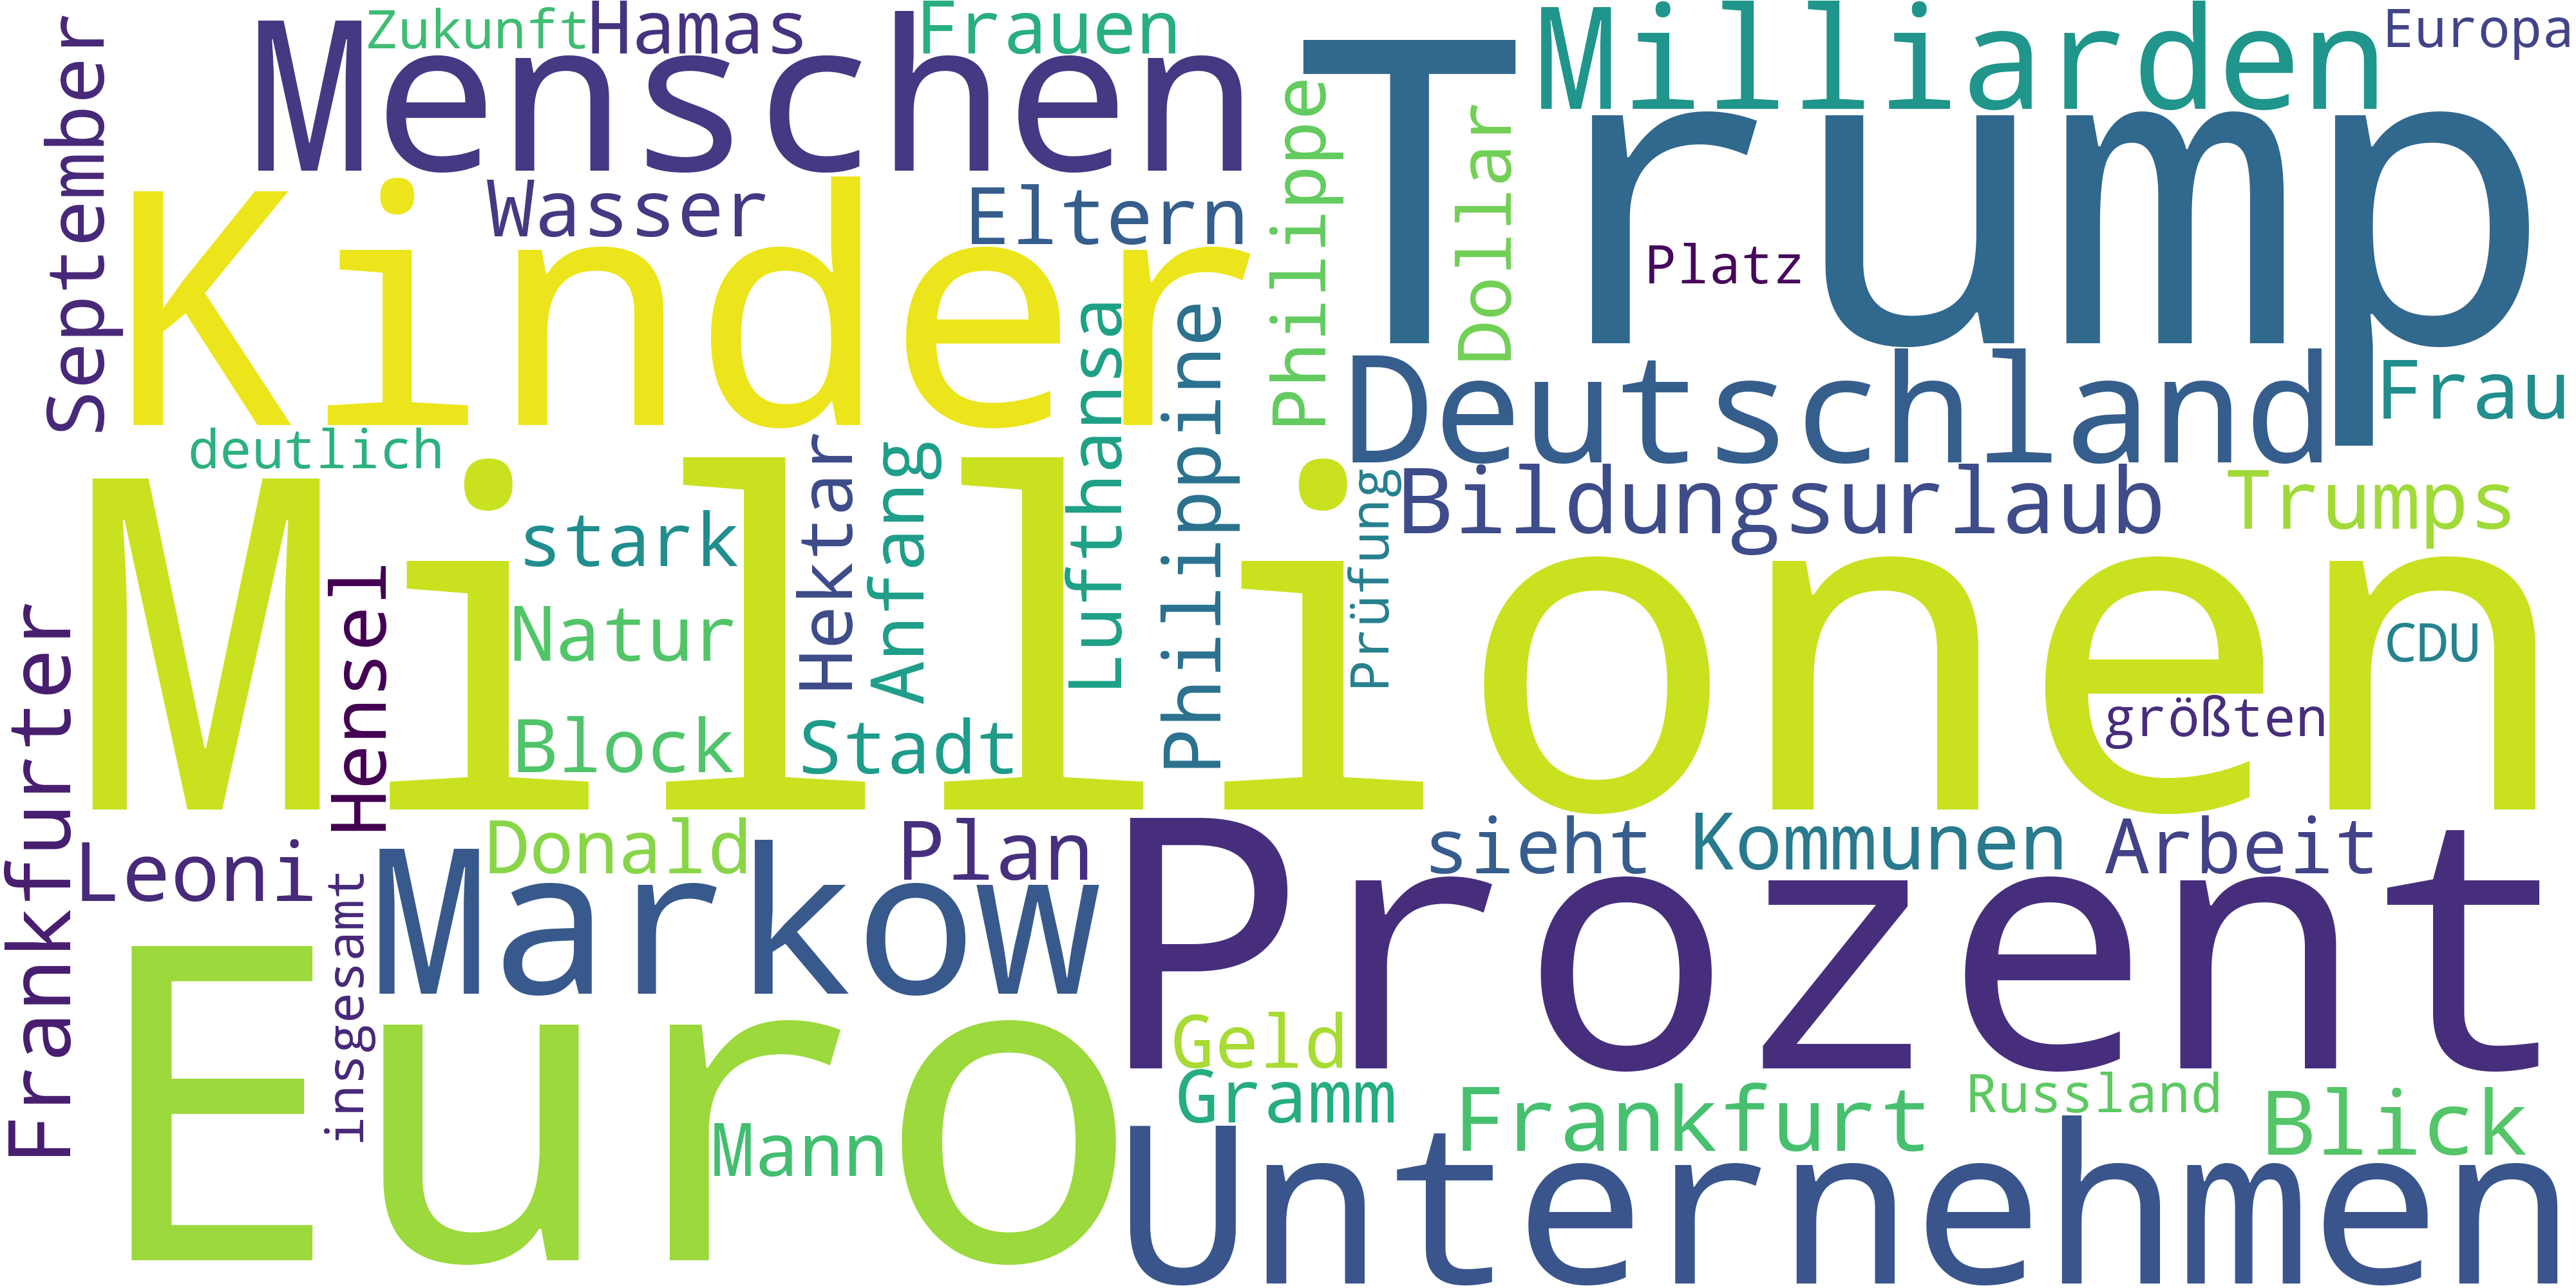 Zukunft
Hamas
Frauen
Milliarden
Europa
September
Menschen
Trump
Philippe
Dollar
Wasser
Eltern
Platz
Kinder
Lufthansa
Philippine
Deutschland
Frau
deutlich
Hektar
Anfang
Prüfung
Bildungsurlaub
Trumps
Millionen
stark
Hensel
Natur
CDU
größten
Block
Stadt
Frankfurter
Leoni
Donald
Plan
sieht
Kommunen
Arbeit
insgesamt
Markow
Prozent
Euro
Geld
Gramm
Frankfurt
Russland
Blick
Mann
Unternehmen